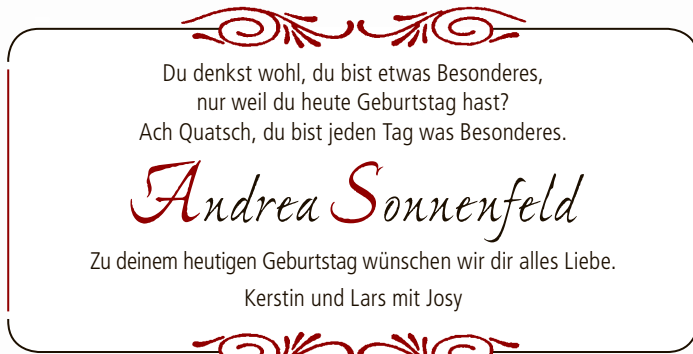 Du denkst wohl, du bist etwas Besonderes,
nur weil du heute Geburtstag hast?
Ach Quatsch, du bist jeden Tag was Besonderes.
Andrea Sonnenfeld
Zu deinem heutigen Geburtstag wünschen wir dir alles Liebe.
Kerstin und Lars mit Josy